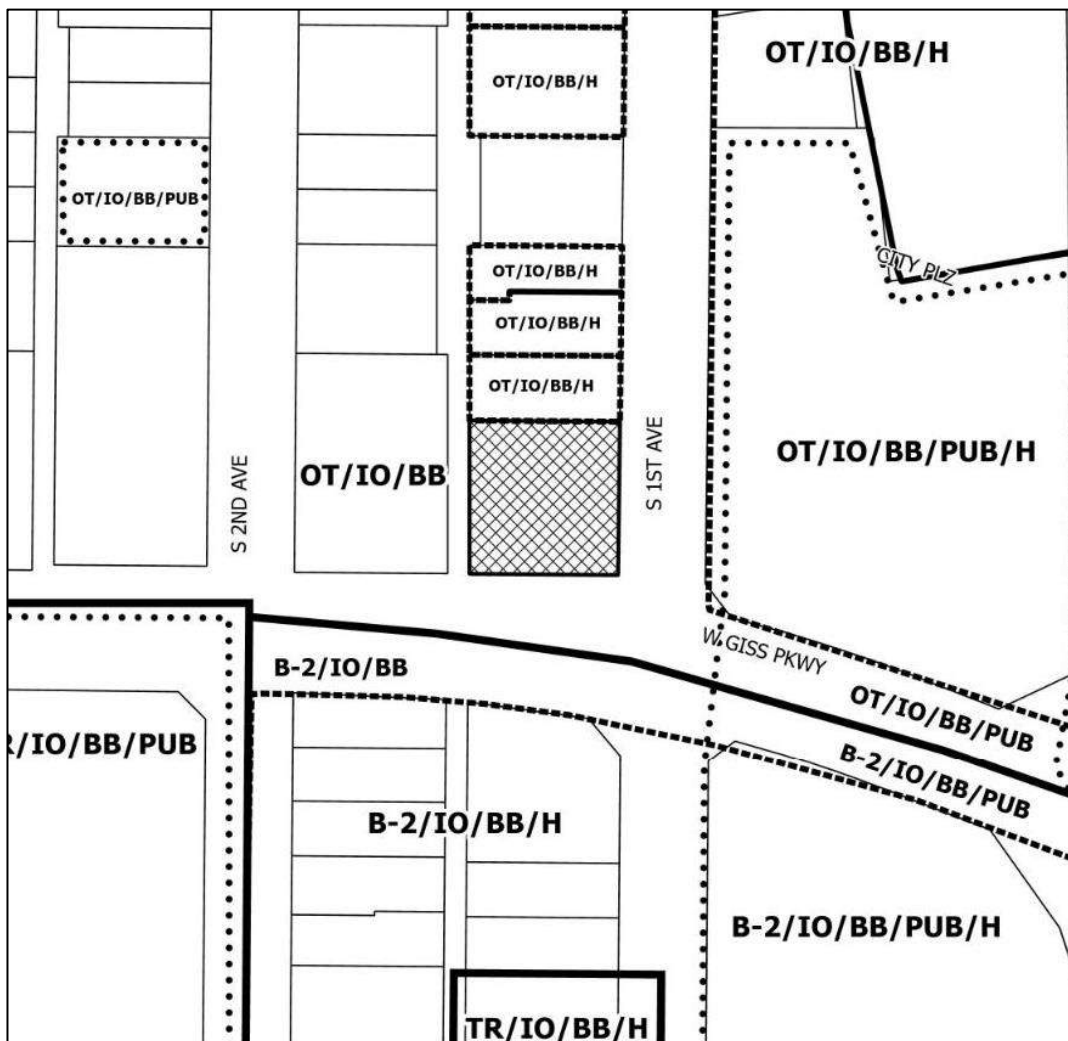 OT/IO/BB/H
OT/IO/BB/H
OT/IO/BB/PUB
CITY PLZ
OT/IO/BB/H
OT/IO/BB/H
OT/IO/BB/H
OT/IO/BB/PUB/H
OT/IO/BB
S 1ST AVE
S 2ND AVE
W GISS PKWY
B-2/IO/BB
OT/IO/BB/PUB
R/IO/BB/PUB
B-2/IO/BB/PUB
B-2/IO/BB/H
B-2/IO/BB/PUB/H
TR/IO/BB/H